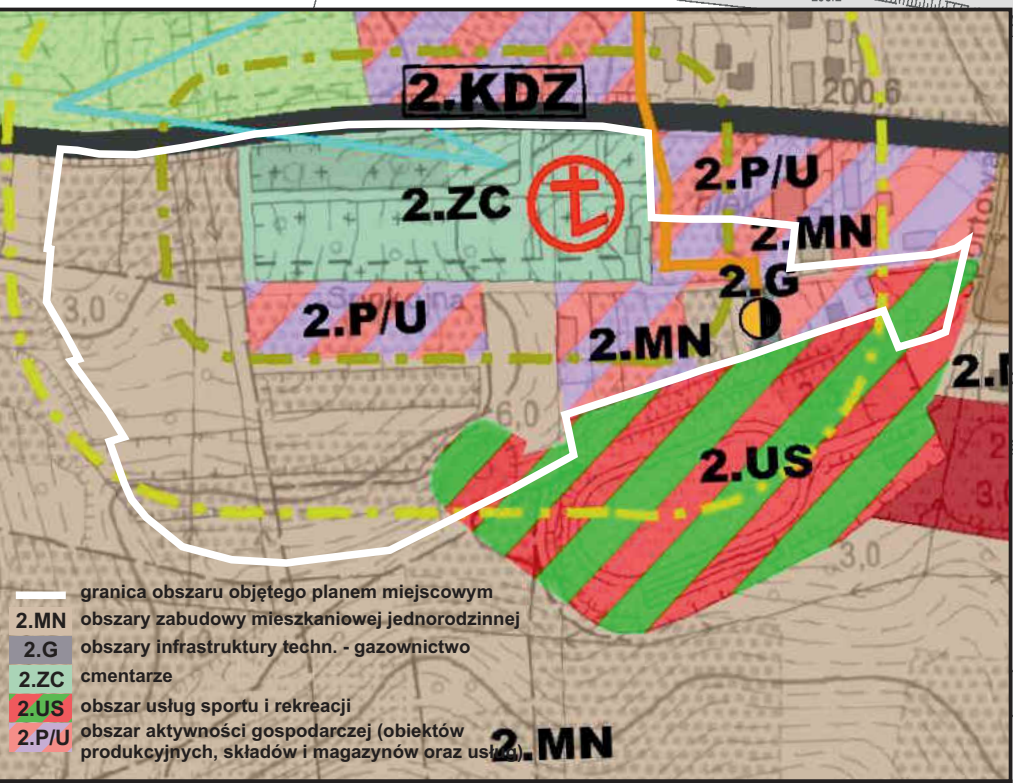 2.KDZ
200,6
2.P/U
2.ZC
2.MN
2.G
3,0
2.P/U
2.MN
6,0
2.US
3,0
3,0
granica obszaru objętego planem miejscowym
2.MN obszary zabudowy mieszkaniowej jednorodzinnej
2.G obszary infrastruktury techn. - gazownictwo
2.ZC cmentarze
2.US obszar usług sportu i rekreacji
2.P/U obszar aktywności gospodarczej (obiektów
produkcyjnych, składów i magazynów oraz usług)
2.MN